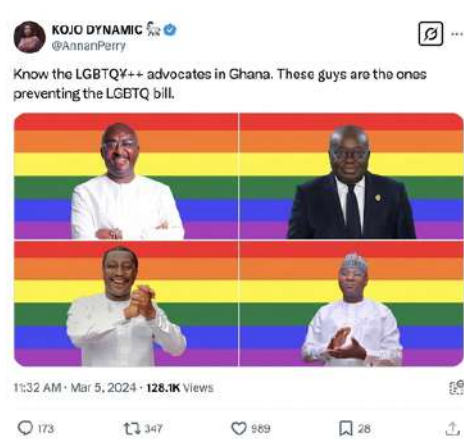 KOJO DYNAMIC
@AnnanPerry
Know the LGBTQ¥++ advocates in Ghana. These guys are the ones
preventing the LGBTQ bill.
11:32 AM · Mar 5, 2024 · 128.1K Views
173
347
989
28